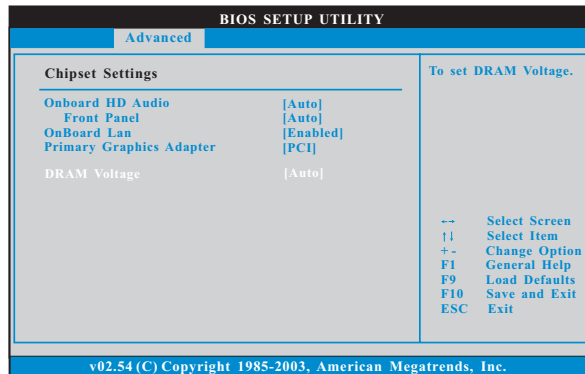 BIOS SETUP UTILITY
Advanced
Chipset Settings
Onboard HD Audio [Auto]
Front Panel [Auto]
OnBoard Lan [Enabled]
Primary Graphics Adapter [PCI]
DRAM Voltage [Auto]
To set DRAM Voltage.
←→ Select Screen
↑↓ Select Item
+ - Change Option
F1 General Help
F9 Load Defaults
F10 Save and Exit
ESC Exit
v02.54 (C) Copyright 1985-2003, American Megatrends, Inc.